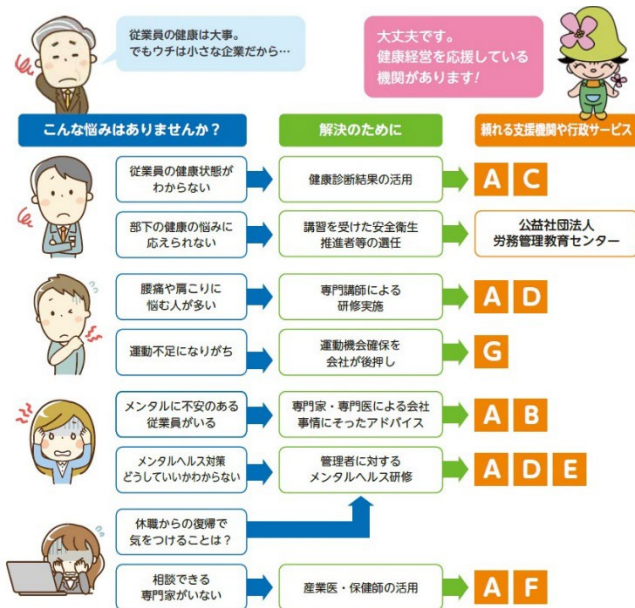 従業員の健康は大事。
でもウチは小さな企業だから…
大丈夫です。
健康経営を応援している
機関があります!
こんな悩みはありませんか？
解決のために
頼れる支援機関や行政サービス
従業員の健康状態が
わからない
健康診断結果の活用
A C
部下の健康の悩みに
応えられない
講習を受けた安全衛生
推進者等の選任
公益社団法人
労務管理教育センター
腰痛や肩こりに
悩む人が多い
専門講師による
研修実施
A D
運動不足になりがち
運動機会確保を
会社が後押し
G
メンタルに不安のある
従業員がいる
専門家・専門医による会社
事情にそったアドバイス
A B
メンタルヘルス対策
どうしていいかわからない
管理者に対する
メンタルヘルス研修
A D E
休職からの復帰で
気をつけることは？
相談できる
専門家がいない
産業医・保健師の活用
A F